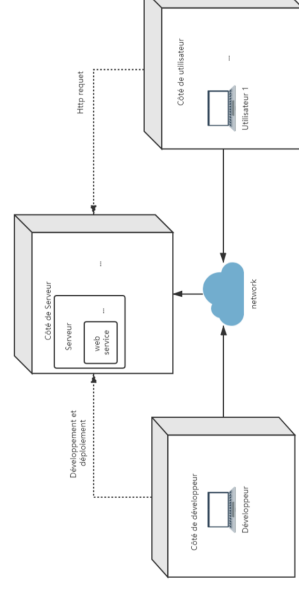 Développement et
déploiement
Http requet
Côté de Serveur
Serveur
...
web
service
...
Côté de développeur
Développeur
network
Côté de utilisateur
...
Utilisateur 1